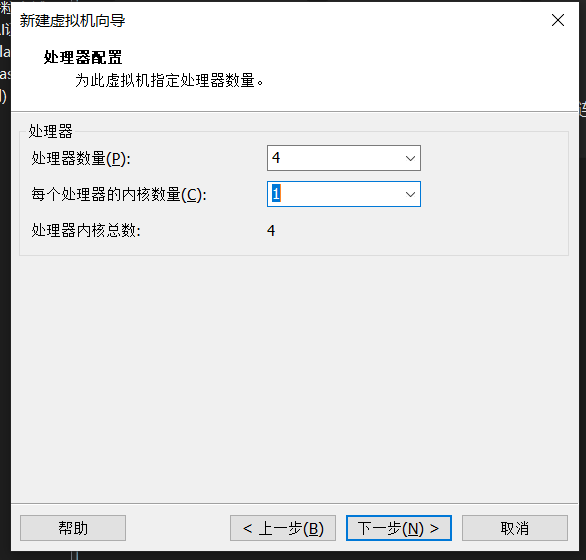 新建虚拟机向导
处理器配置
为此虚拟机指定处理器数量。
处理器
处理器数量(P): 4
每个处理器的内核数量(C): 1
处理器内核总数: 4
帮助 < 上一步(B) 下一步(N) > 取消